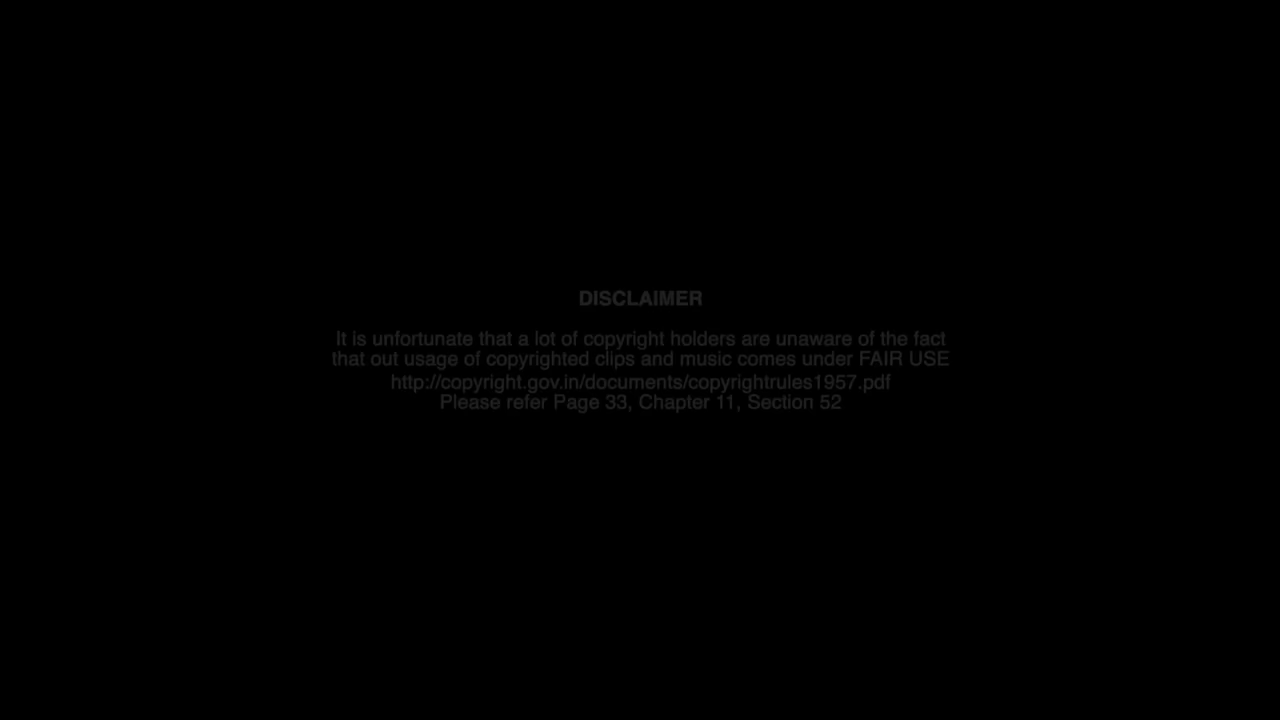 DISCLAIMER
It is unfortunate that a lot of copyright holders are unaware of the fact
that out usage of copyrighted clips and music comes under FAIR USE
http://copyright.gov.in/documents/copyrightrules1957.pdf
Please refer Page 33, Chapter 11, Section 52